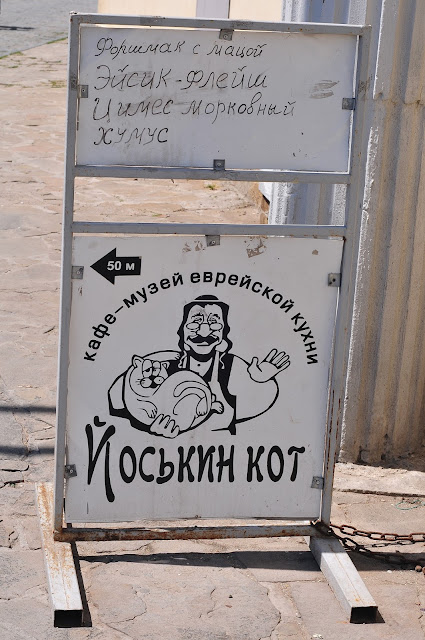 Форшмак с мацой
Эйсик-Флейш
Цимес морковный
хумус
50 м
кафе-музей еврейской кухни
Йоськин кот